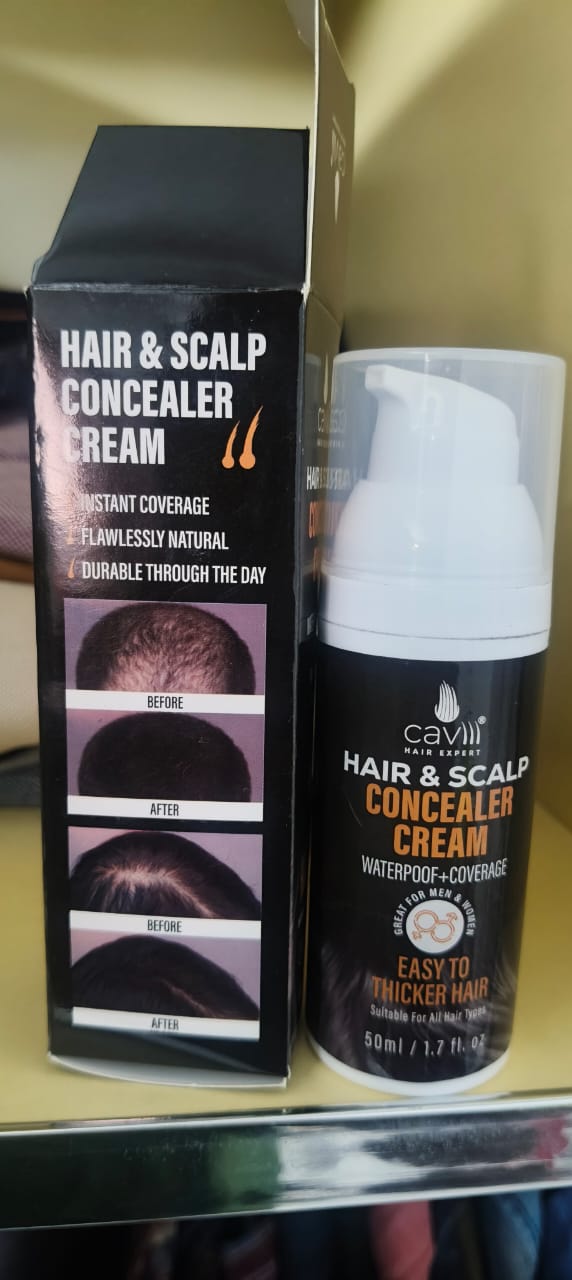 HAIR & SCALP
CONCEALER
CREAM
INSTANT COVERAGE
FLAWLESSLY NATURAL
DURABLE THROUGH THE DAY
BEFORE
AFTER
BEFORE
AFTER
cavlll®
HAIR EXPERT
HAIR & SCALP
CONCEALER
CREAM
WATERPOOF+COVERAGE
GREAT FOR MEN & WOMEN
EASY TO
THICKER HAIR
Suitable For All Hair Types
50ml / 1.7 fl. oz